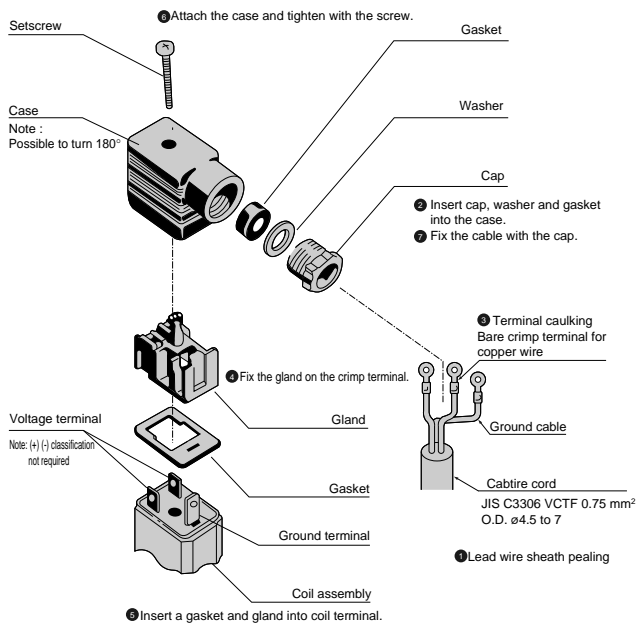 ❻Attach the case and tighten with the screw.
Setscrew
Gasket
Case
Note :
Possible to turn 180°
Washer
Cap
❷ Insert cap, washer and gasket
into the case.
❼ Fix the cable with the cap.
❸ Terminal caulking
Bare crimp terminal for
copper wire
❹Fix the gland on the crimp terminal.
Gland
Ground cable
Voltage terminal
Note: (+) (-) classification
not required
Gasket
Cabtire cord
JIS C3306 VCTF 0.75 mm²
O.D. ø4.5 to 7
Ground terminal
❶Lead wire sheath pealing
Coil assembly
❺Insert a gasket and gland into coil terminal.